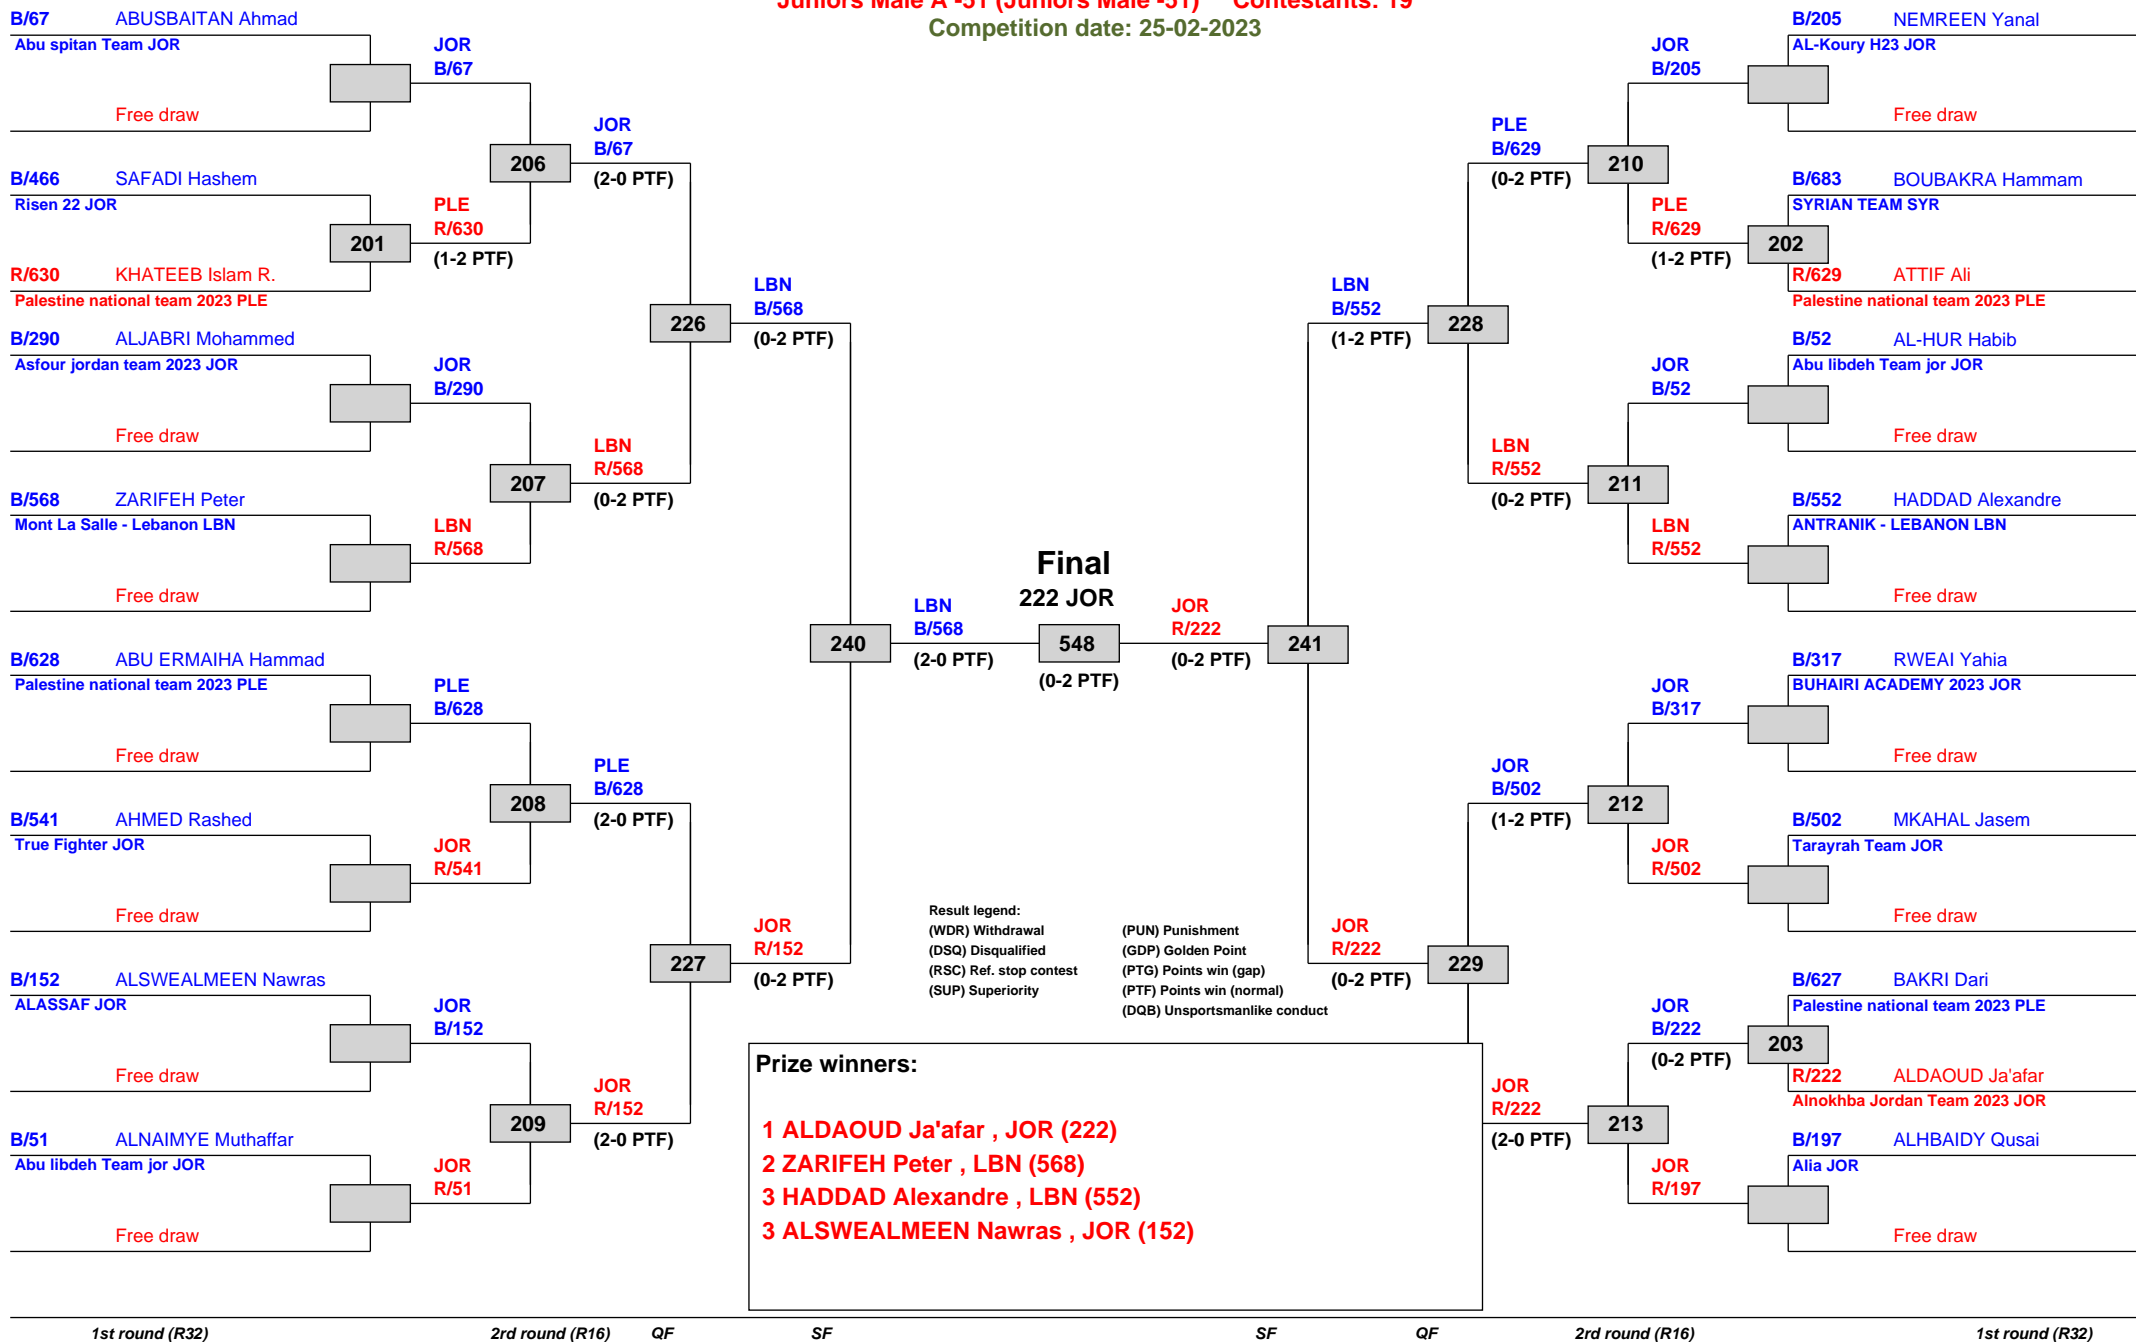 Juniors Male A -51 (Juniors Male -51) Contestants: 19
Competition date: 25-02-2023
B/67 ABUSBAITAN Ahmad
Abu spitan Team JOR
Free draw
JOR
B/67
B/466 SAFADI Hashem
Risen 22 JOR
201
R/630 KHATEEB Islam R.
Palestine national team 2023 PLE
PLE
R/630
(1-2 PTF)
206
JOR
B/67
(2-0 PTF)
B/290 ALJABRI Mohammed
Asfour jordan team 2023 JOR
Free draw
JOR
B/290
B/568 ZARIFEH Peter
Mont La Salle - Lebanon LBN
Free draw
LBN
R/568
207
LBN
R/568
(0-2 PTF)
226
LBN
B/568
(0-2 PTF)
B/628 ABU ERMAIHA Hammad
Palestine national team 2023 PLE
Free draw
PLE
B/628
B/541 AHMED Rashed
True Fighter JOR
Free draw
JOR
R/541
208
PLE
B/628
(2-0 PTF)
B/152 ALSWEALMEEN Nawras
ALASSAF JOR
Free draw
JOR
B/152
B/51 ALNAIMYE Muthaffar
Abu libdeh Team jor JOR
Free draw
JOR
R/51
209
JOR
R/152
(2-0 PTF)
227
JOR
R/152
(0-2 PTF)
240
LBN
B/568
(2-0 PTF)
Final
222 JOR
548
(0-2 PTF)
JOR
R/222
(0-2 PTF)
241
LBN
B/552
(1-2 PTF)
228
PLE
B/629
(0-2 PTF)
210
JOR
B/205
B/205 NEMREEN Yanal
AL-Koury H23 JOR
Free draw
PLE
R/629
(1-2 PTF)
202
B/683 BOUBAKRA Hammam
SYRIAN TEAM SYR
R/629 ATTIF Ali
Palestine national team 2023 PLE
LBN
R/552
(0-2 PTF)
211
JOR
B/52
B/52 AL-HUR Habib
Abu libdeh Team jor JOR
Free draw
LBN
R/552
B/552 HADDAD Alexandre
ANTRANIK - LEBANON LBN
Free draw
JOR
R/222
(0-2 PTF)
229
JOR
B/502
(1-2 PTF)
212
JOR
B/317
B/317 RWEAI Yahia
BUHAIRI ACADEMY 2023 JOR
Free draw
JOR
R/502
B/502 MKAHAL Jasem
Tarayrah Team JOR
Free draw
JOR
R/222
(2-0 PTF)
213
JOR
B/222
(0-2 PTF)
203
B/627 BAKRI Dari
Palestine national team 2023 PLE
R/222 ALDAOUD Ja'afar
Alnokhba Jordan Team 2023 JOR
JOR
R/197
B/197 ALHBAIDY Qusai
Alia JOR
Free draw
Result legend:
(WDR) Withdrawal (PUN) Punishment
(DSQ) Disqualified (GDP) Golden Point
(RSC) Ref. stop contest (PTG) Points win (gap)
(SUP) Superiority (PTF) Points win (normal)
(DQB) Unsportsmanlike conduct
Prize winners:
1 ALDAOUD Ja'afar , JOR (222)
2 ZARIFEH Peter , LBN (568)
3 HADDAD Alexandre , LBN (552)
3 ALSWEALMEEN Nawras , JOR (152)
1st round (R32) 2rd round (R16) QF SF SF QF 2rd round (R16) 1st round (R32)